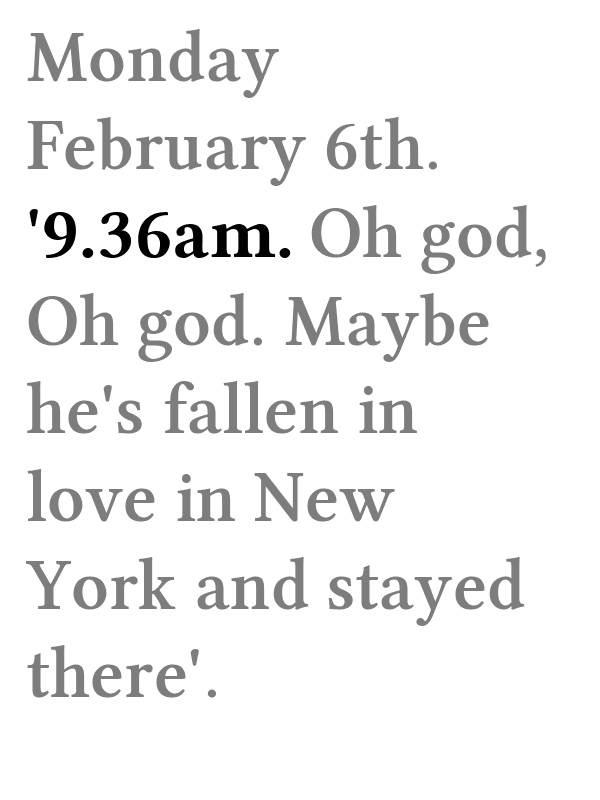 Monday
February 6th.
'9.36am. Oh god,
Oh god. Maybe
he's fallen in
love in New
York and stayed
there'.